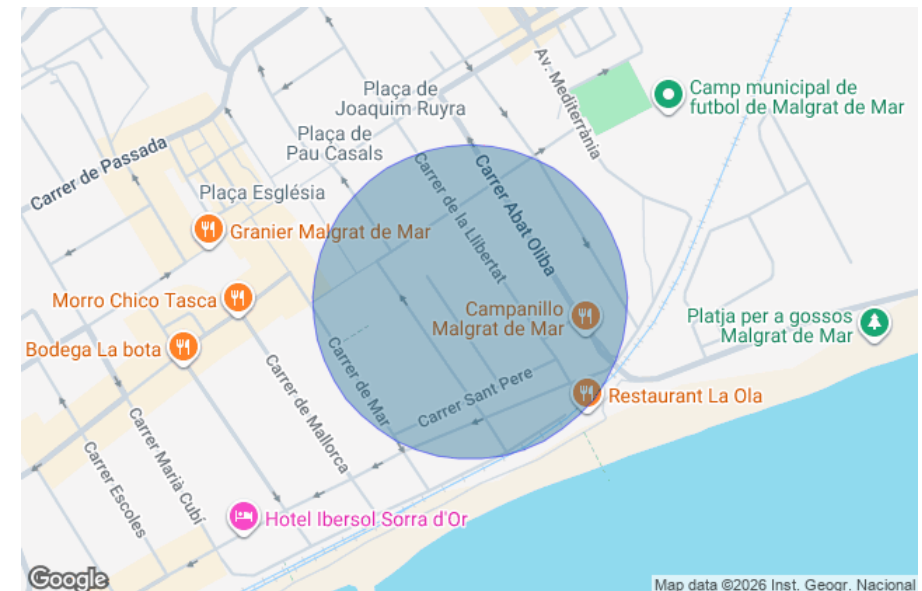 Camp municipal de
futbol de Malgrat de Mar
Av. Mediterrània
Plaça de
Joaquim Ruyra
Plaça de
Pau Casals
Carrer de Passada
Plaça Església
Granier Malgrat de Mar
Carrer de la Llibertat
Carrer Abat Oliba
Morro Chico Tasca
Bodega La bota
Campanillo
Malgrat de Mar
Platja per a gossos
Malgrat de Mar
Carrer de Mar
Carrer Sant Pere
Restaurant La Ola
Carrer de Mallorca
Carrer Marià Cubí
Carrer Escoles
Hotel Ibersol Sorra d'Or
Google
Map data ©2026 Inst. Geogr. Nacional